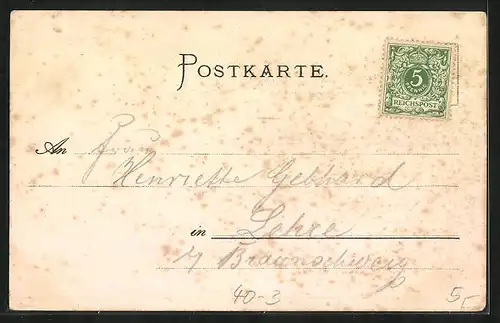 POSTKARTE.
5
REICHSPOST
An Frau
Henriette Gebhard
in Lehre
Braunschweig
40-3
5,-